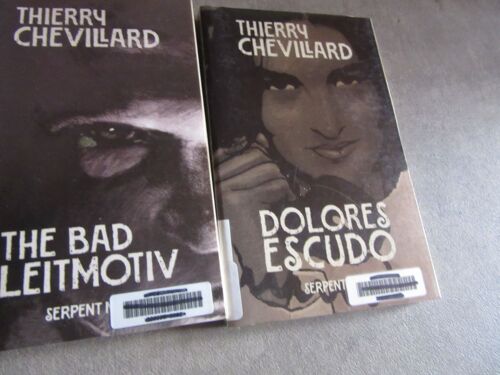 THIERRY
CHEVILLARD
THE BAD
LEITMOTIV
SERPENT
THIERRY
CHEVILLARD
DOLORES
ESCUDO
SERPENT